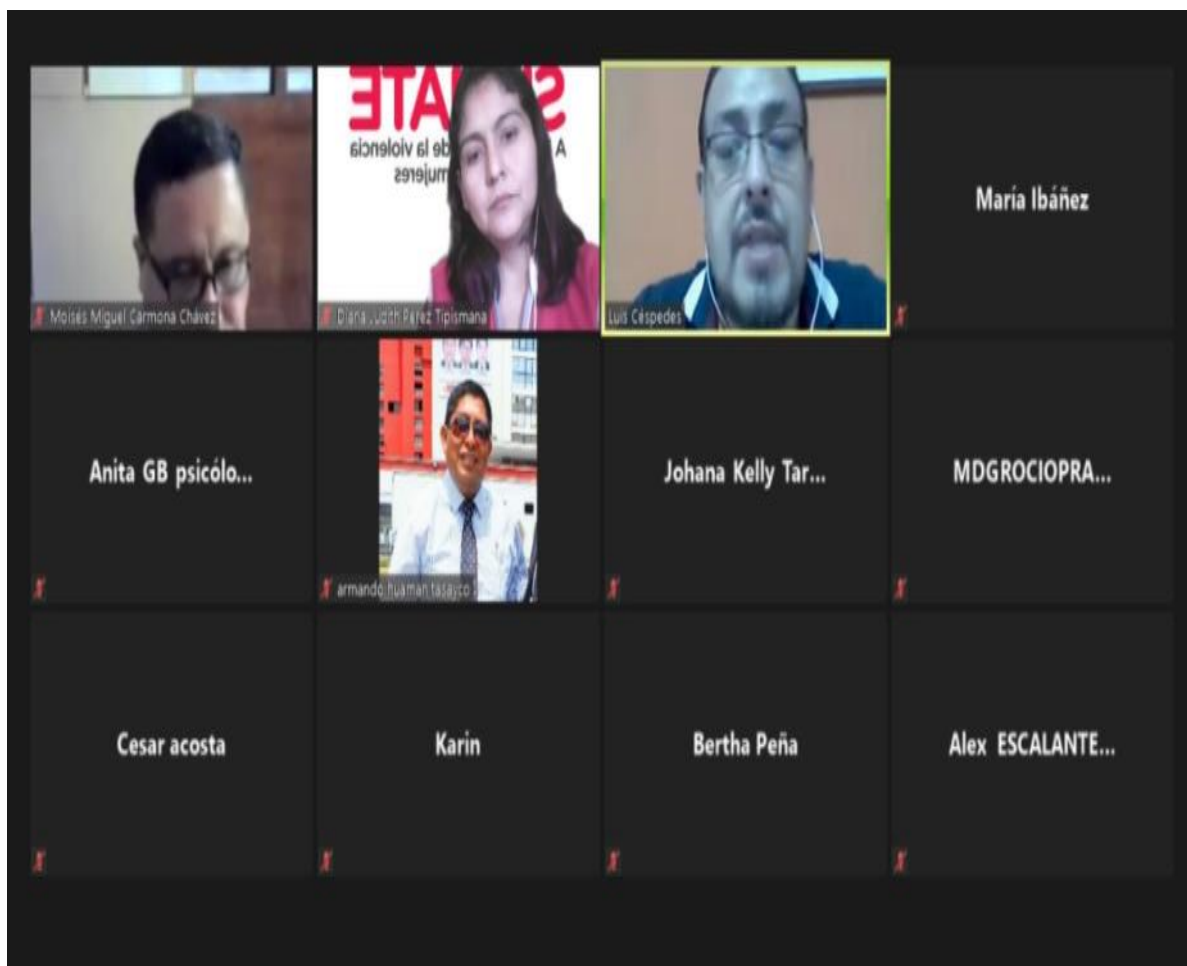 Moisés Miguel Carmona Chávez
STATE
A de la violencia
mujeres
Diana Judith Pérez Tipismana
Luis Céspedes
María Ibáñez
Anita GB psicólo...
armando huaman tasayco
Johana Kelly Tar...
MDGROCIOPRA...
Cesar acosta
Karin
Bertha Peña
Alex ESCALANTE...